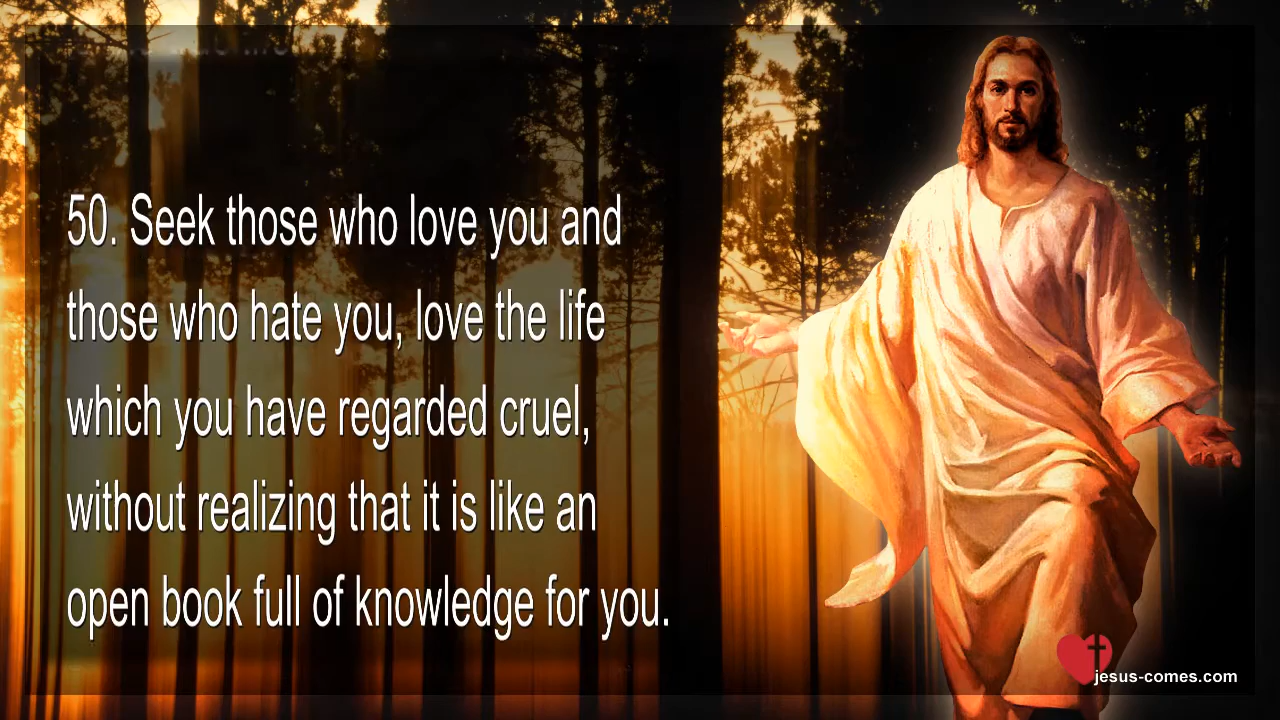 50. Seek those who love you and
those who hate you, love the life
which you have regarded cruel,
without realizing that it is like an
open book full of knowledge for you.
jesus-comes.com